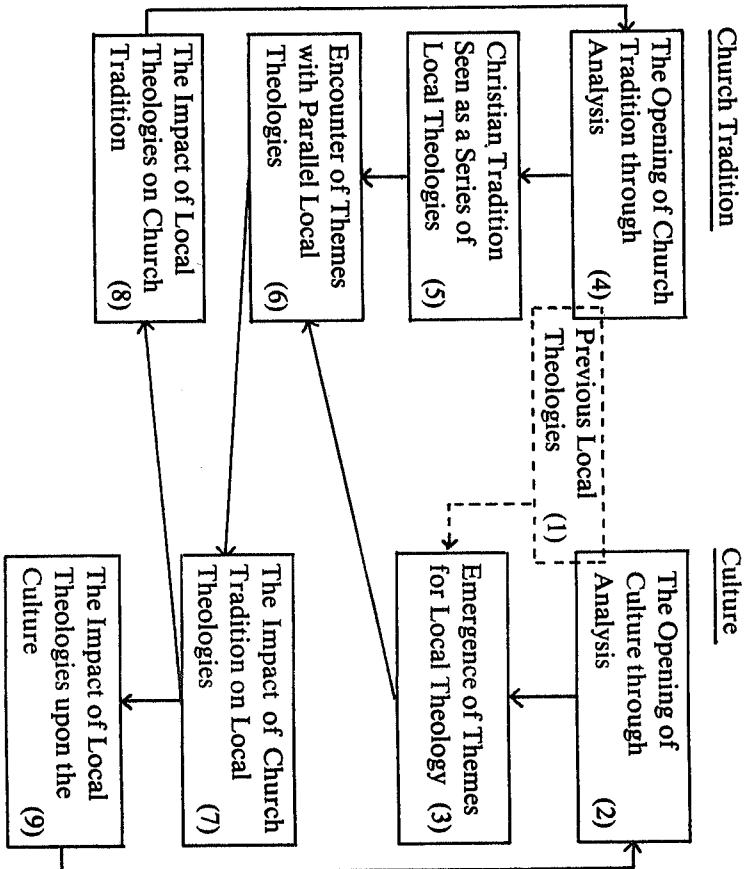 Church Tradition
Culture
The Opening of Church
Tradition through
Analysis (4)
Previous Local
Theologies (1)
The Opening of
Culture through
Analysis (2)
Christian Tradition
Seen as a Series of
Local Theologies (5)
Emergence of Themes
for Local Theology (3)
Encounter of Themes
with Parallel Local
Theologies (6)
The Impact of Church
Tradition on Local
Theologies (7)
The Impact of Local
Theologies on Church
Tradition (8)
The Impact of Local
Theologies upon the
Culture (9)